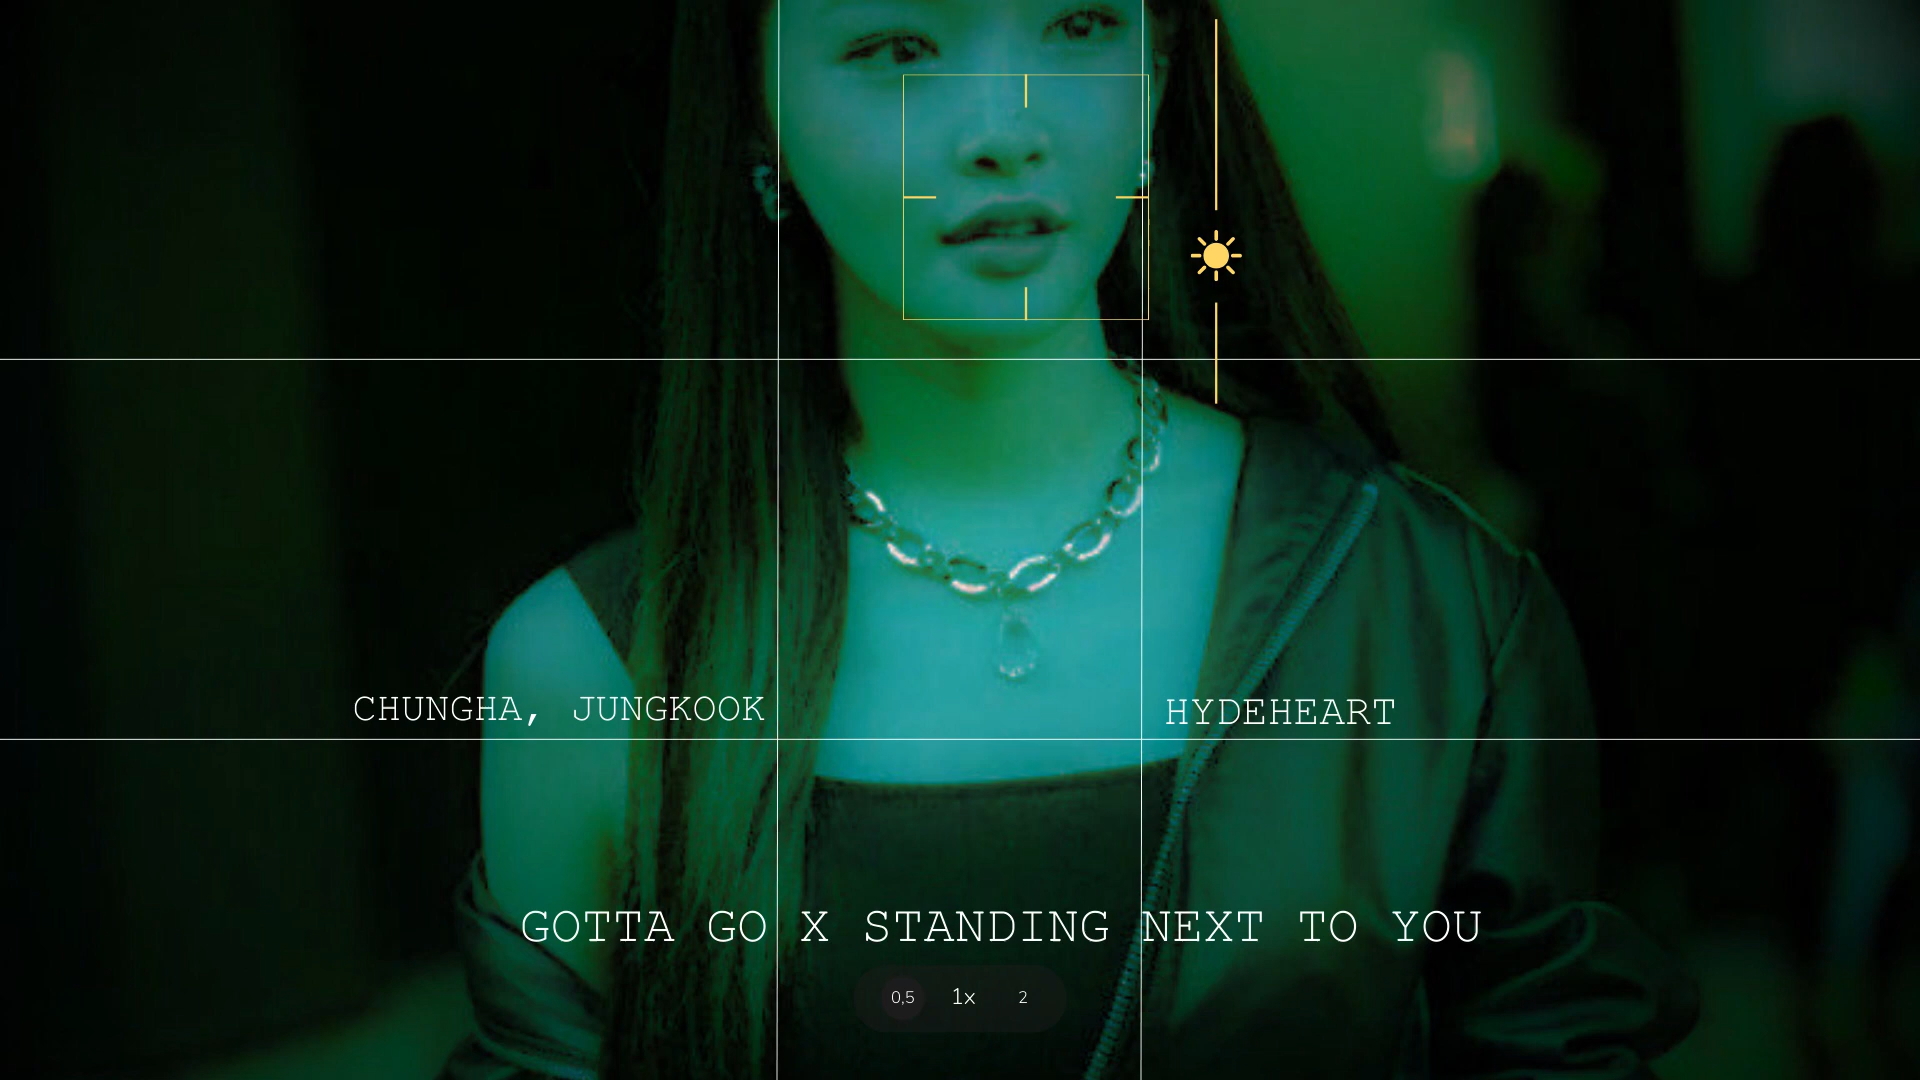 CHUNGHA, JUNGKOOK
HYDEHEART
GOTTA GO X STANDING NEXT TO YOU
0,5 1x 2